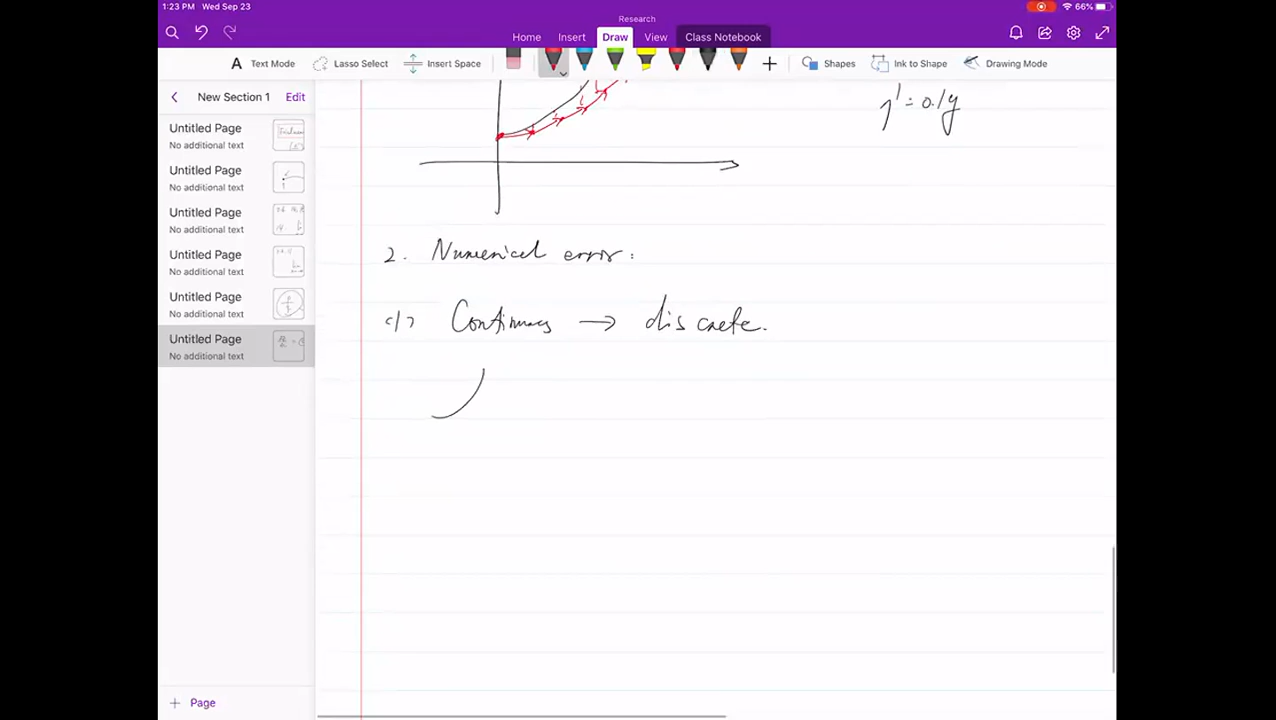 1:23 PM Wed Sep 23
66%
Research
Home Insert Draw View Class Notebook
Text Mode Lasso Select Insert Space Shapes Ink to Shape Drawing Mode
New Section 1 Edit
Untitled Page
No additional text
Untitled Page
No additional text
Untitled Page
No additional text
Untitled Page
No additional text
Untitled Page
No additional text
Untitled Page
No additional text
Page
y' = 0.1y
2. Numerical error:
(1) Continuous → discrete.